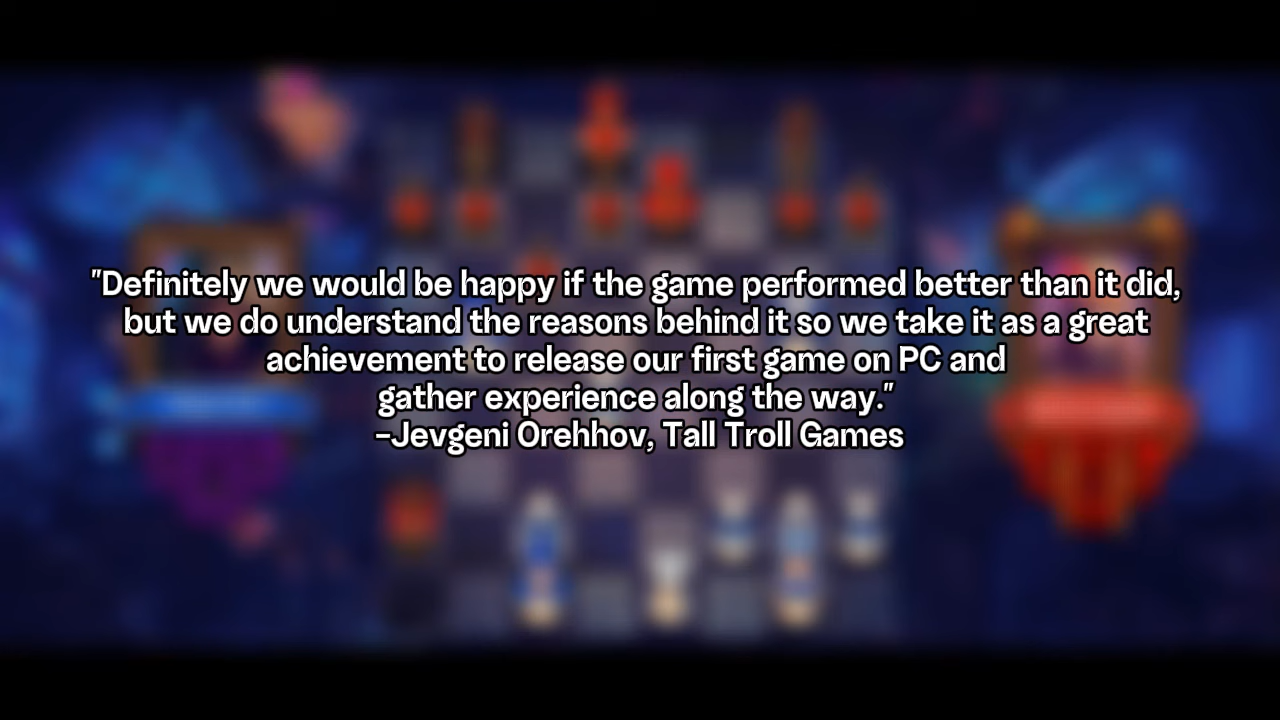 "Definitely we would be happy if the game performed better than it did,
but we do understand the reasons behind it so we take it as a great
achievement to release our first game on PC and
gather experience along the way."
-Jevgeni Orehhov, Tall Troll Games